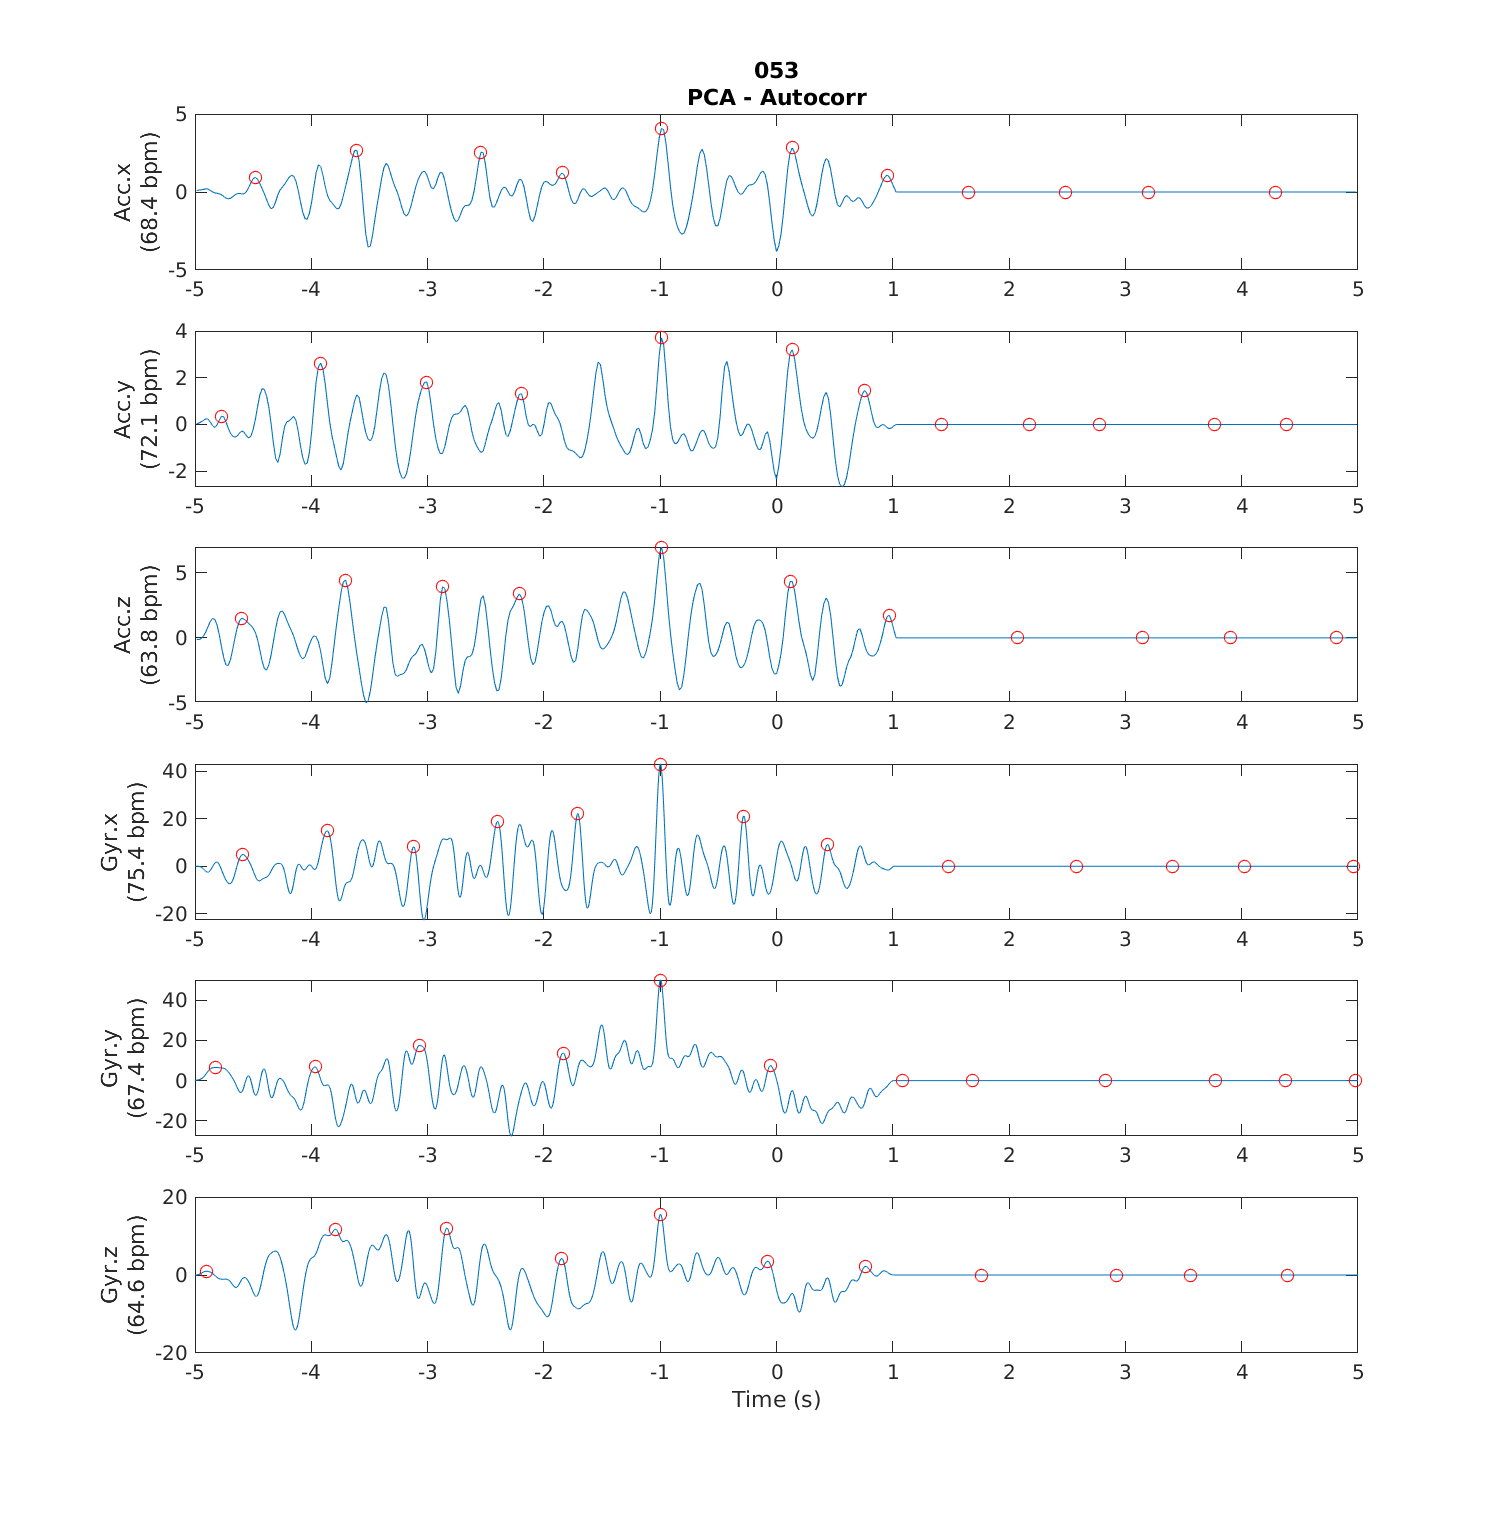 053
PCA - Autocorr
Acc.x
(68.4 bpm)
5
0
-5
-5 -4 -3 -2 -1 0 1 2 3 4 5
Acc.y
(72.1 bpm)
4
2
0
-2
-5 -4 -3 -2 -1 0 1 2 3 4 5
Acc.z
(63.8 bpm)
5
0
-5
-5 -4 -3 -2 -1 0 1 2 3 4 5
Gyr.x
(75.4 bpm)
40
20
0
-20
-5 -4 -3 -2 -1 0 1 2 3 4 5
Gyr.y
(67.4 bpm)
40
20
0
-20
-5 -4 -3 -2 -1 0 1 2 3 4 5
Gyr.z
(64.6 bpm)
20
0
-20
-5 -4 -3 -2 -1 0 1 2 3 4 5
Time (s)